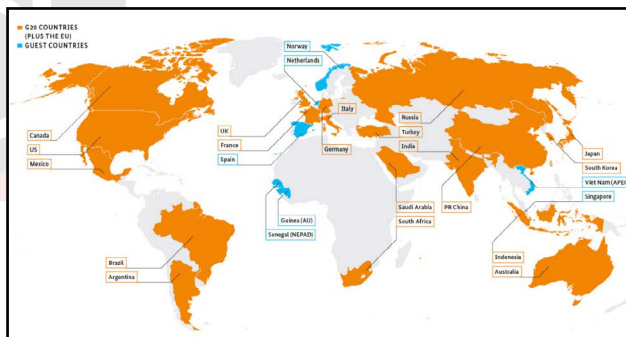 G20 COUNTRIES
(PLUS THE EU)
GUEST COUNTRIES
Norway
Netherlands
Italy
Canada
US
Mexico
UK
France
Spain
Germany
Russia
Turkey
India
Japan
South Korea
Viet Nam (APEC
Singapore
Guinea (AU)
Senegal (NEPAD)
Saudi Arabia
South Africa
PR China
Brazil
Argentina
Indonesia
Australia